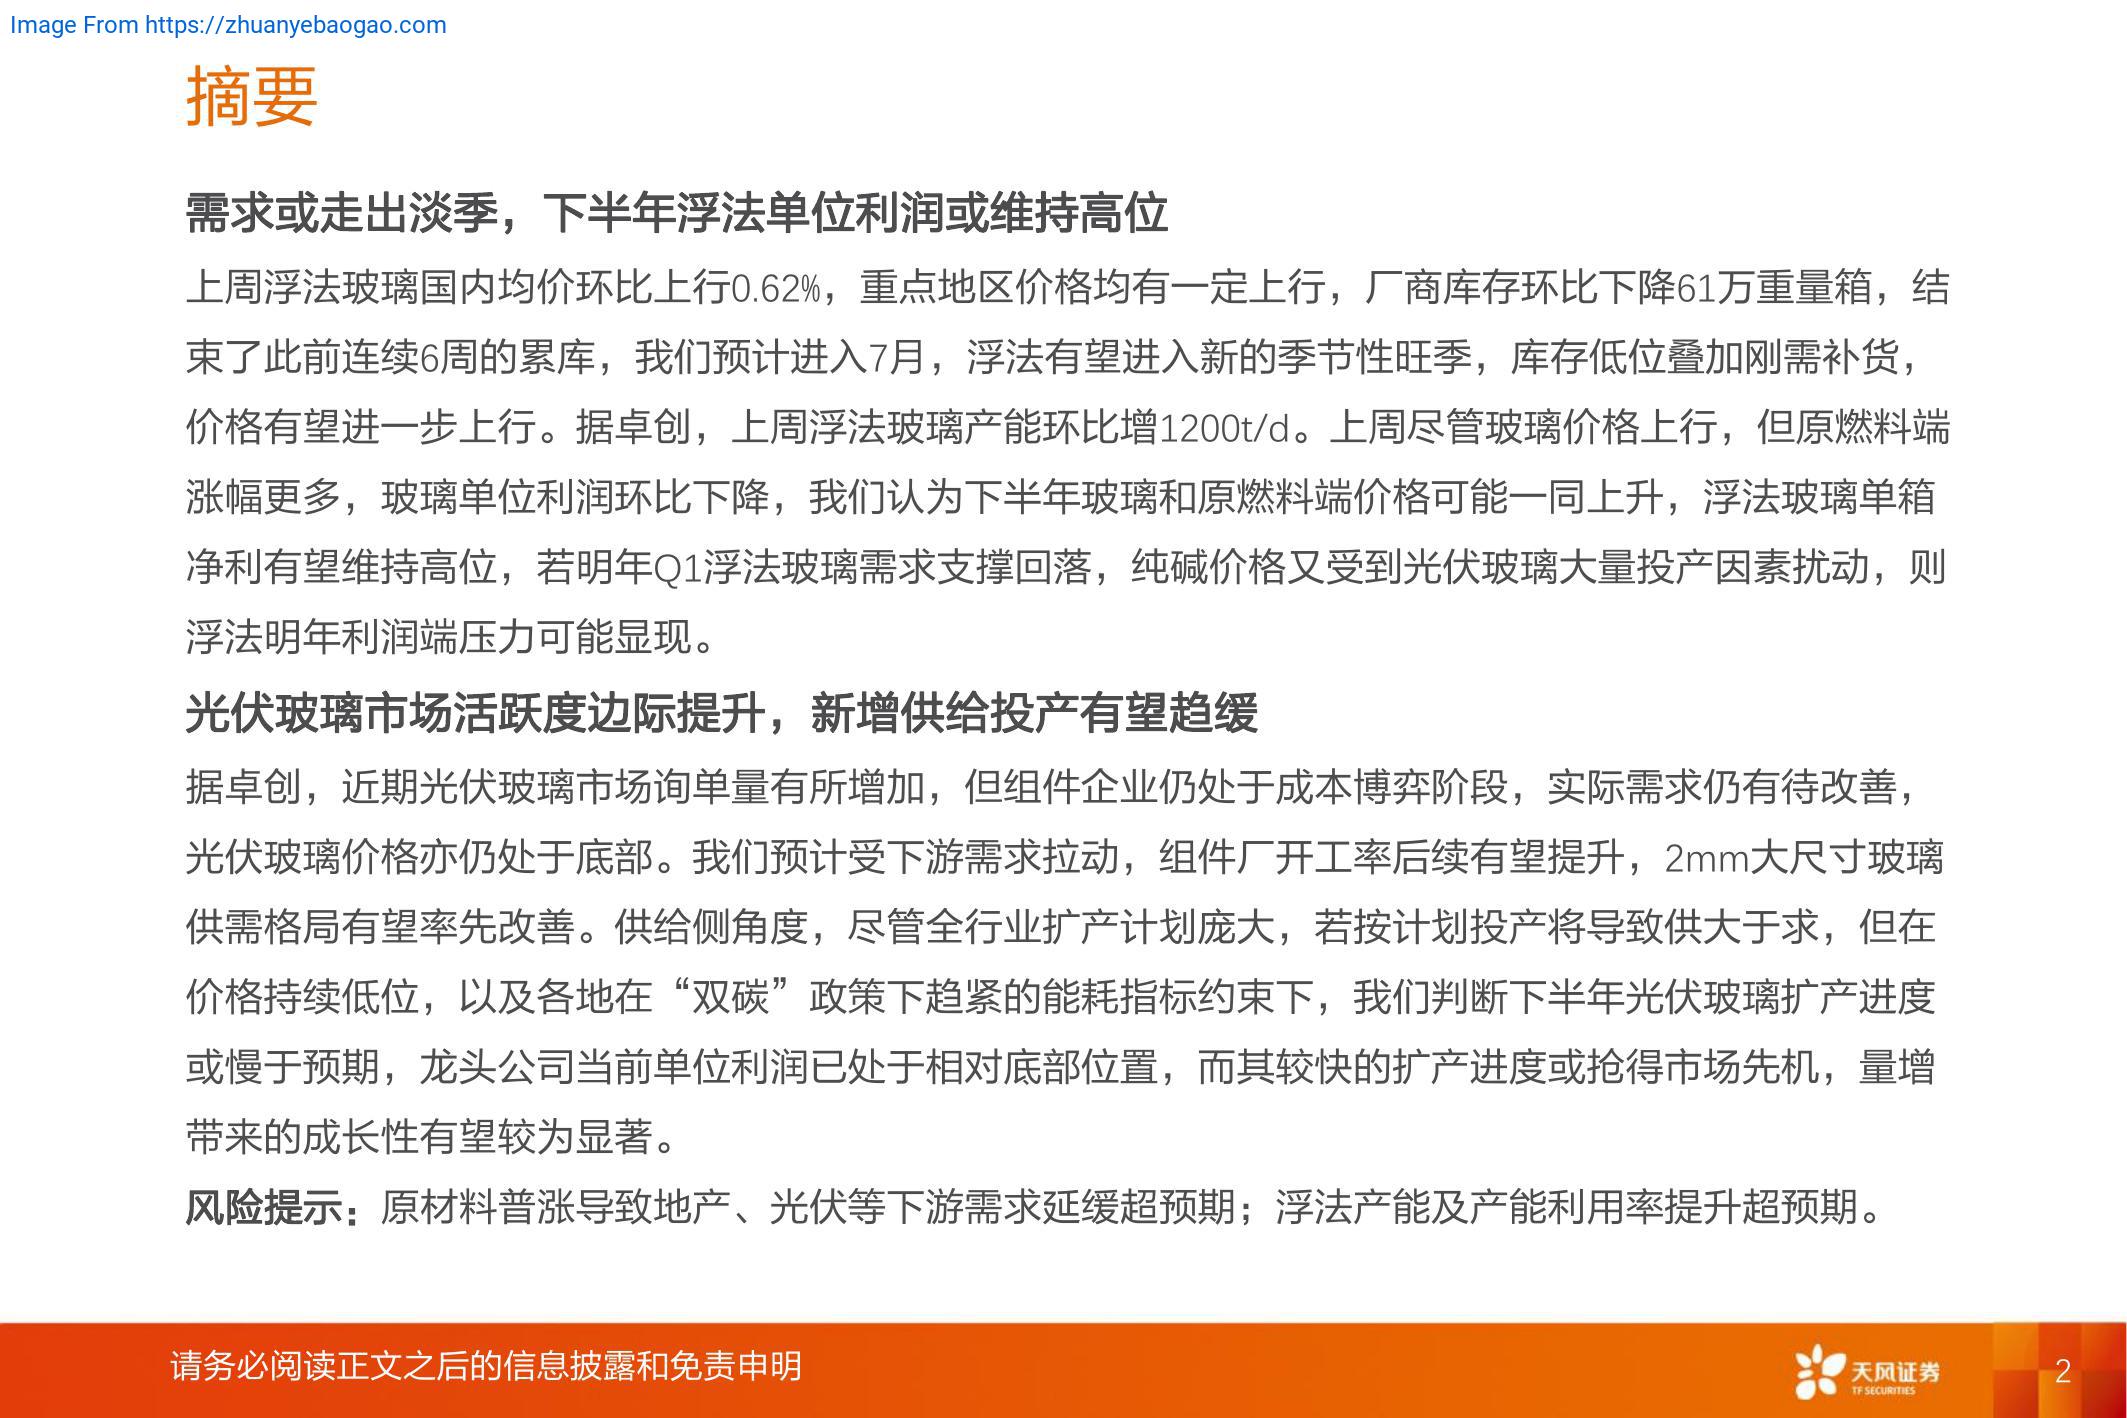 Image From https://zhuanyebaogao.com
摘要
需求或走出淡季，下半年浮法单位利润或维持高位
上周浮法玻璃国内均价环比上行0.62%，重点地区价格均有一定上行，厂商库存环比下降61万重量箱，结
束了此前连续6周的累库，我们预计进入7月，浮法有望进入新的季节性旺季，库存低位叠加刚需补货，
价格有望进一步上行。据卓创，上周浮法玻璃产能环比增1200t/d。上周尽管玻璃价格上行，但原燃料端
涨幅更多，玻璃单位利润环比下降，我们认为下半年玻璃和原燃料端价格可能一同上升，浮法玻璃单箱
净利有望维持高位，若明年Q1浮法玻璃需求支撑回落，纯碱价格又受到光伏玻璃大量投产因素扰动，则
浮法明年利润端压力可能显现。
光伏玻璃市场活跃度边际提升，新增供给投产有望趋缓
据卓创，近期光伏玻璃市场询单量有所增加，但组件企业仍处于成本博弈阶段，实际需求仍有待改善，
光伏玻璃价格亦仍处于底部。我们预计受下游需求拉动，组件厂开工率后续有望提升，2mm大尺寸玻璃
供需格局有望率先改善。供给侧角度，尽管全行业扩产计划庞大，若按计划投产将导致供大于求，但在
价格持续低位，以及各地在“双碳”政策下趋紧的能耗指标约束下，我们判断下半年光伏玻璃扩产进度
或慢于预期，龙头公司当前单位利润已处于相对底部位置，而其较快的扩产进度或抢得市场先机，量增
带来的成长性有望较为显著。
风险提示：原材料普涨导致地产、光伏等下游需求延缓超预期；浮法产能及产能利用率提升超预期。
请务必阅读正文之后的信息披露和免责申明
天风证券
TF SECURITIES
2